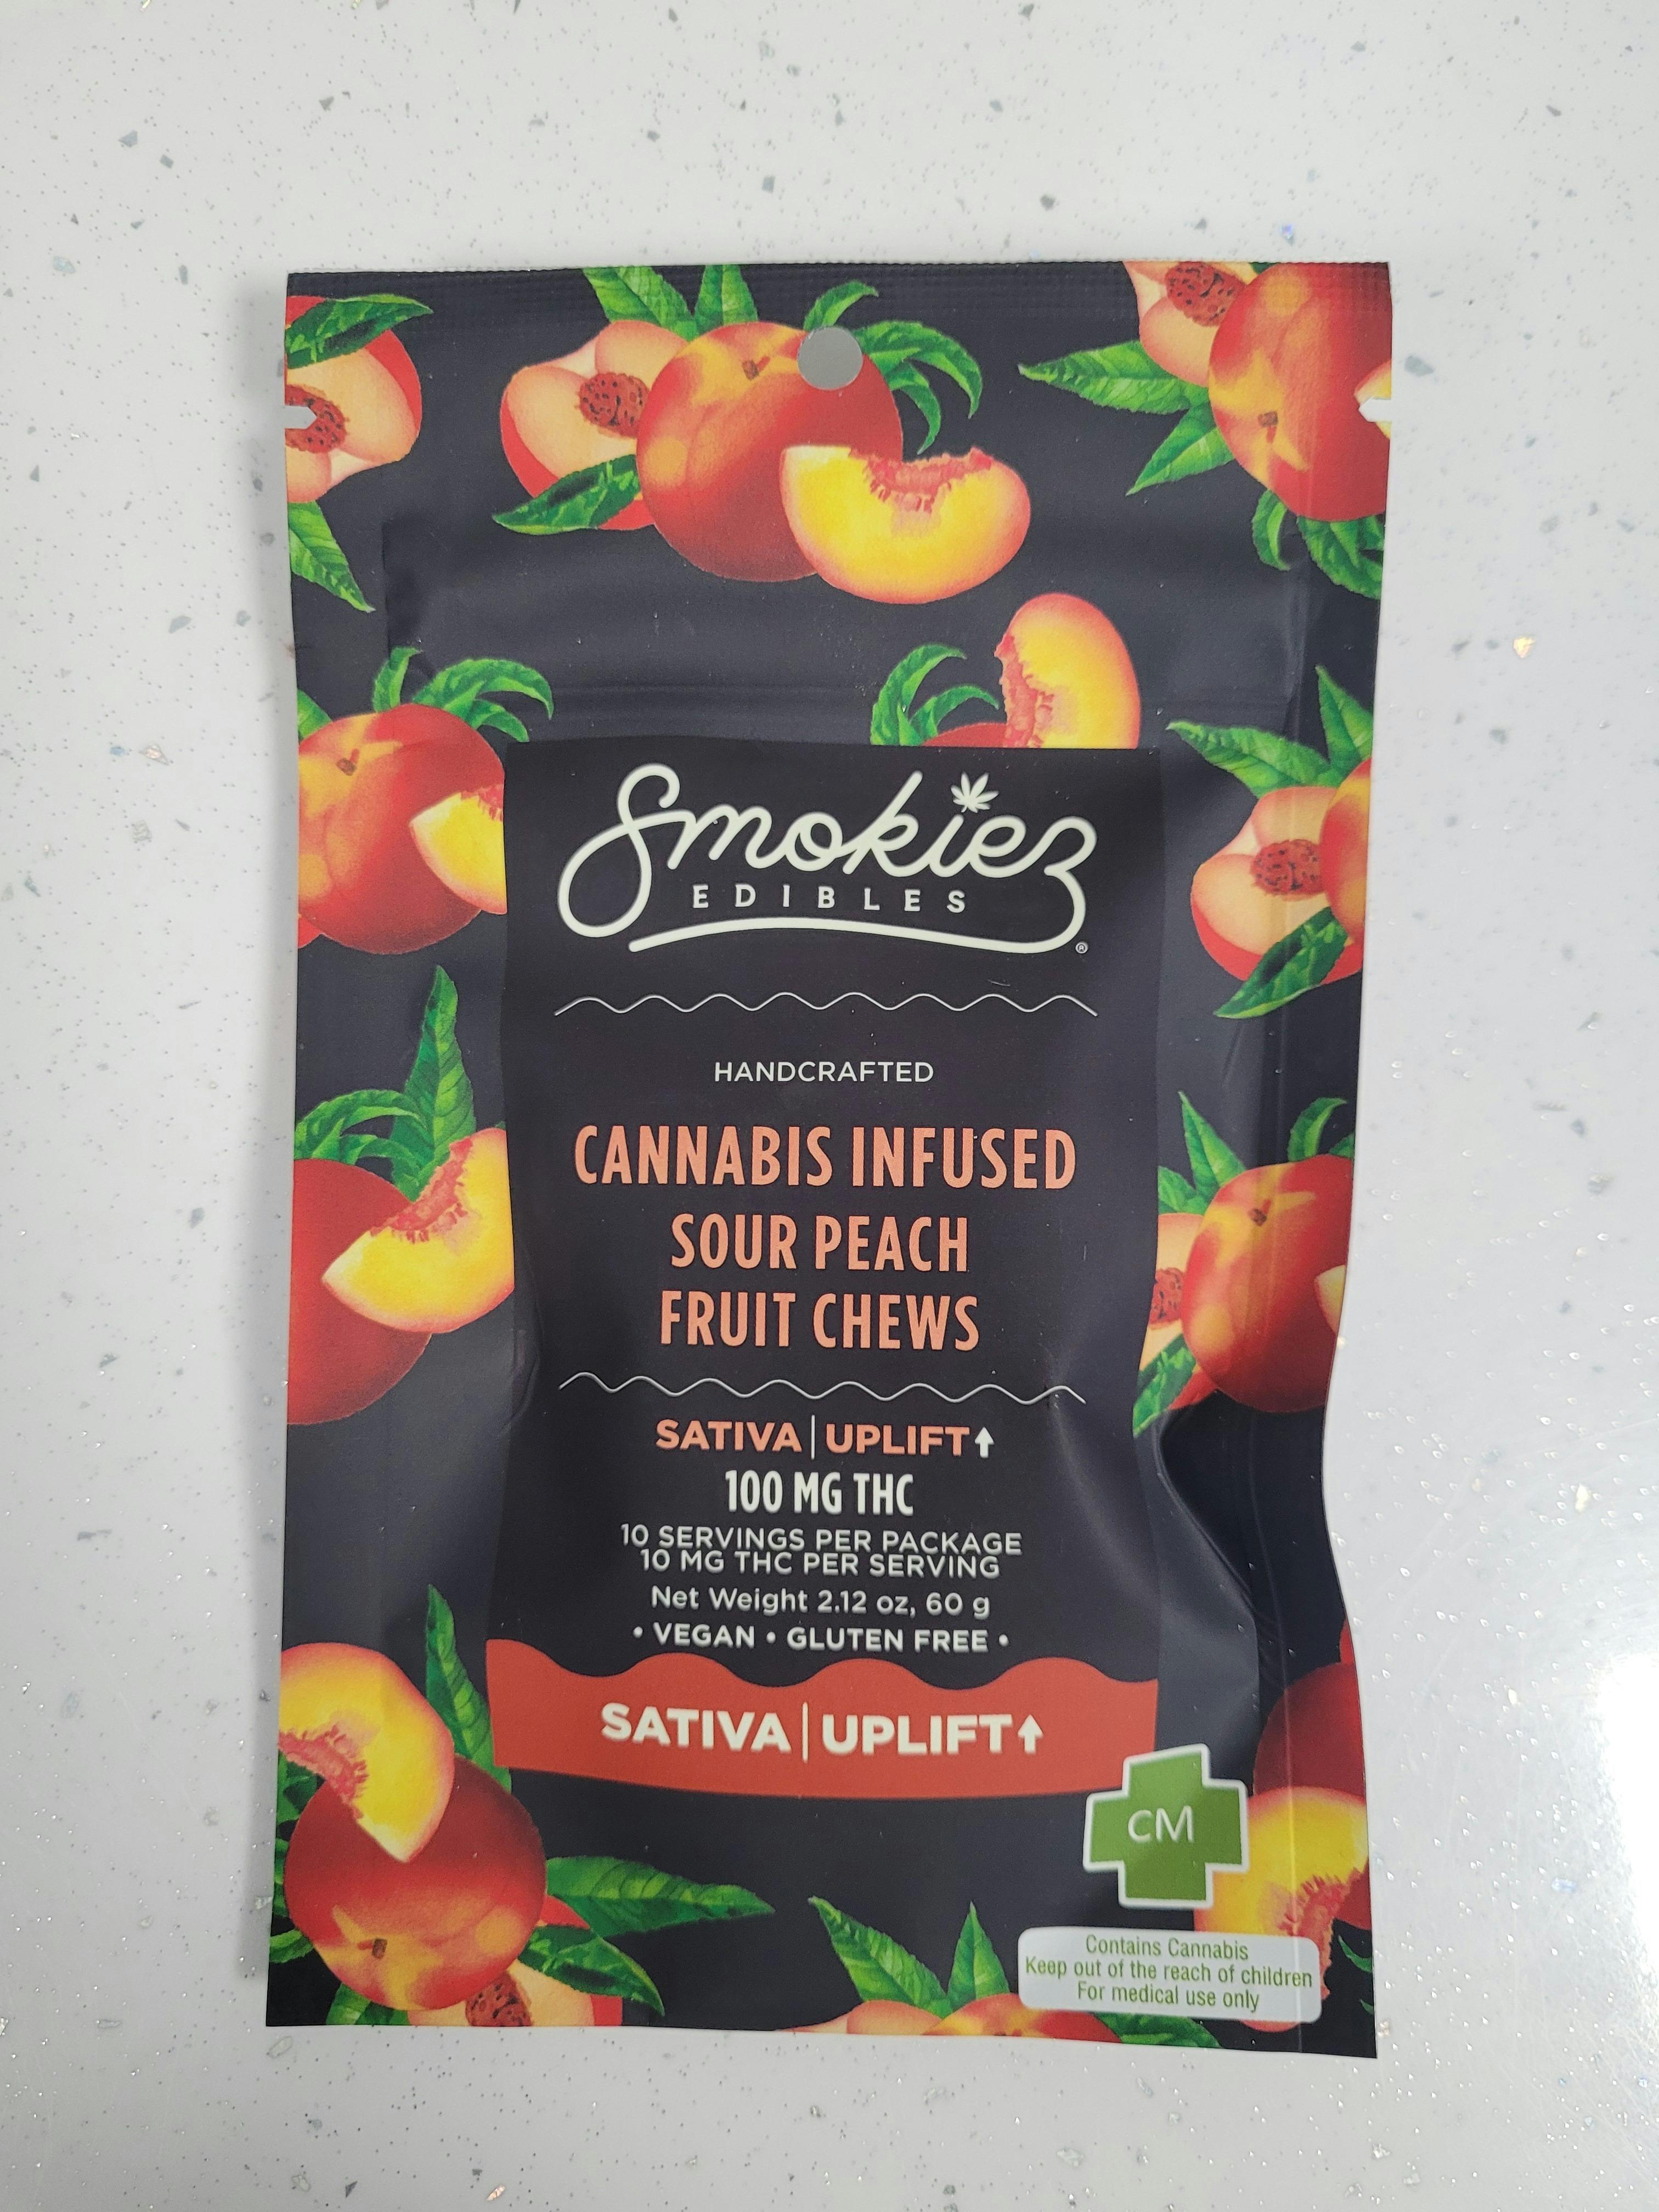 Smokiez
EDIBLES
®
HANDCRAFTED
CANNABIS INFUSED
SOUR PEACH
FRUIT CHEWS
SATIVA | UPLIFT↑
100 MG THC
10 SERVINGS PER PACKAGE
10 MG THC PER SERVING
Net Weight 2.12 oz, 60 g
• VEGAN • GLUTEN FREE •
SATIVA | UPLIFT↑
CM
Contains Cannabis
Keep out of the reach of children
For medical use only